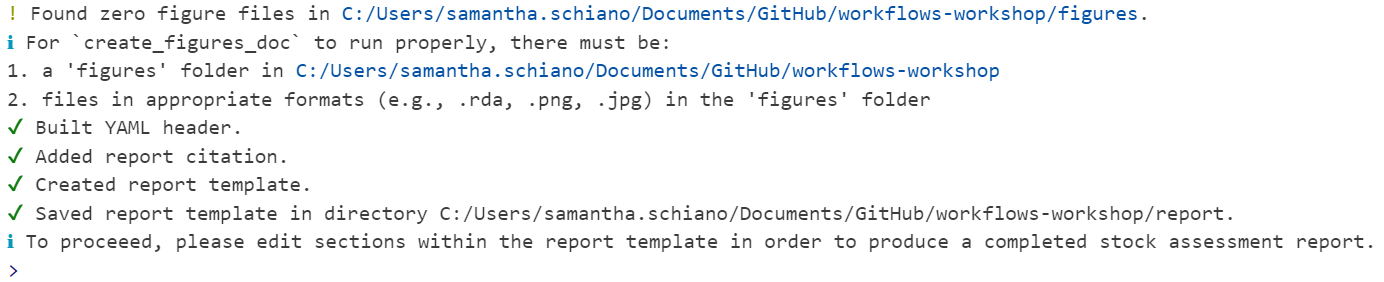 ! Found zero figure files in C:/Users/samantha.schiano/Documents/GitHub/workflows-workshop/figures.
ℹ For `create_figures_doc` to run properly, there must be:
1. a 'figures' folder in C:/Users/samantha.schiano/Documents/GitHub/workflows-workshop
2. files in appropriate formats (e.g., .rda, .png, .jpg) in the 'figures' folder
✔ Built YAML header.
✔ Added report citation.
✔ Created report template.
✔ Saved report template in directory C:/Users/samantha.schiano/Documents/GitHub/workflows-workshop/report.
ℹ To proceeed, please edit sections within the report template in order to produce a completed stock assessment report.
>